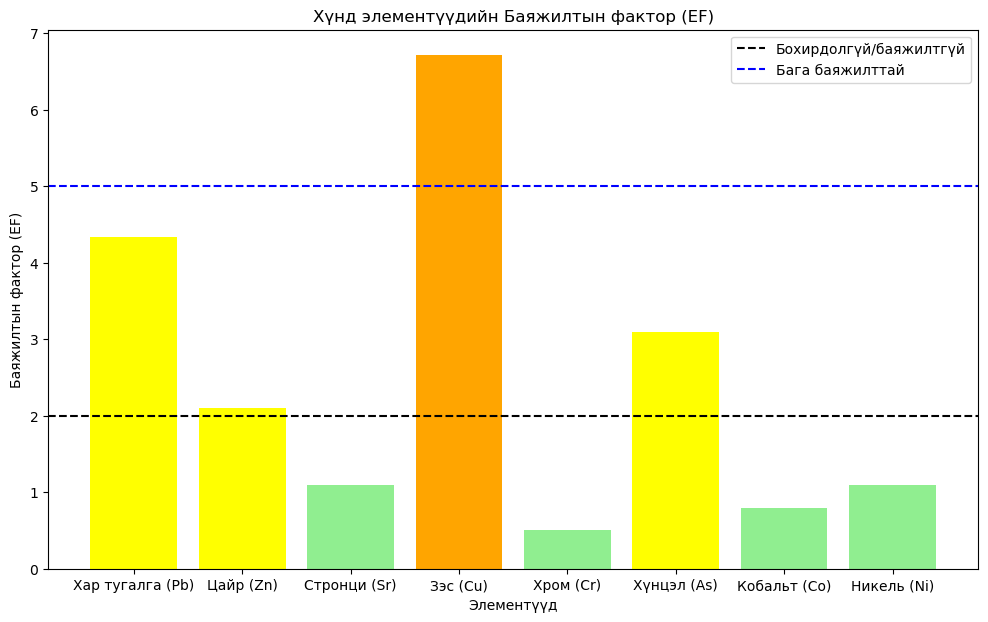 Хүнд элементүүдийн Баяжилтын фактор (EF)
Бохирдолгүй/баяжилтгүй
Бага баяжилттай
Баяжилтын фактор (EF)
7
6
5
4
3
2
1
0
Хар тугалга (Pb) Цайр (Zn) Стронци (Sr) Зэс (Cu) Хром (Cr) Хүнцэл (As) Кобальт (Co) Никель (Ni)
Элементүүд